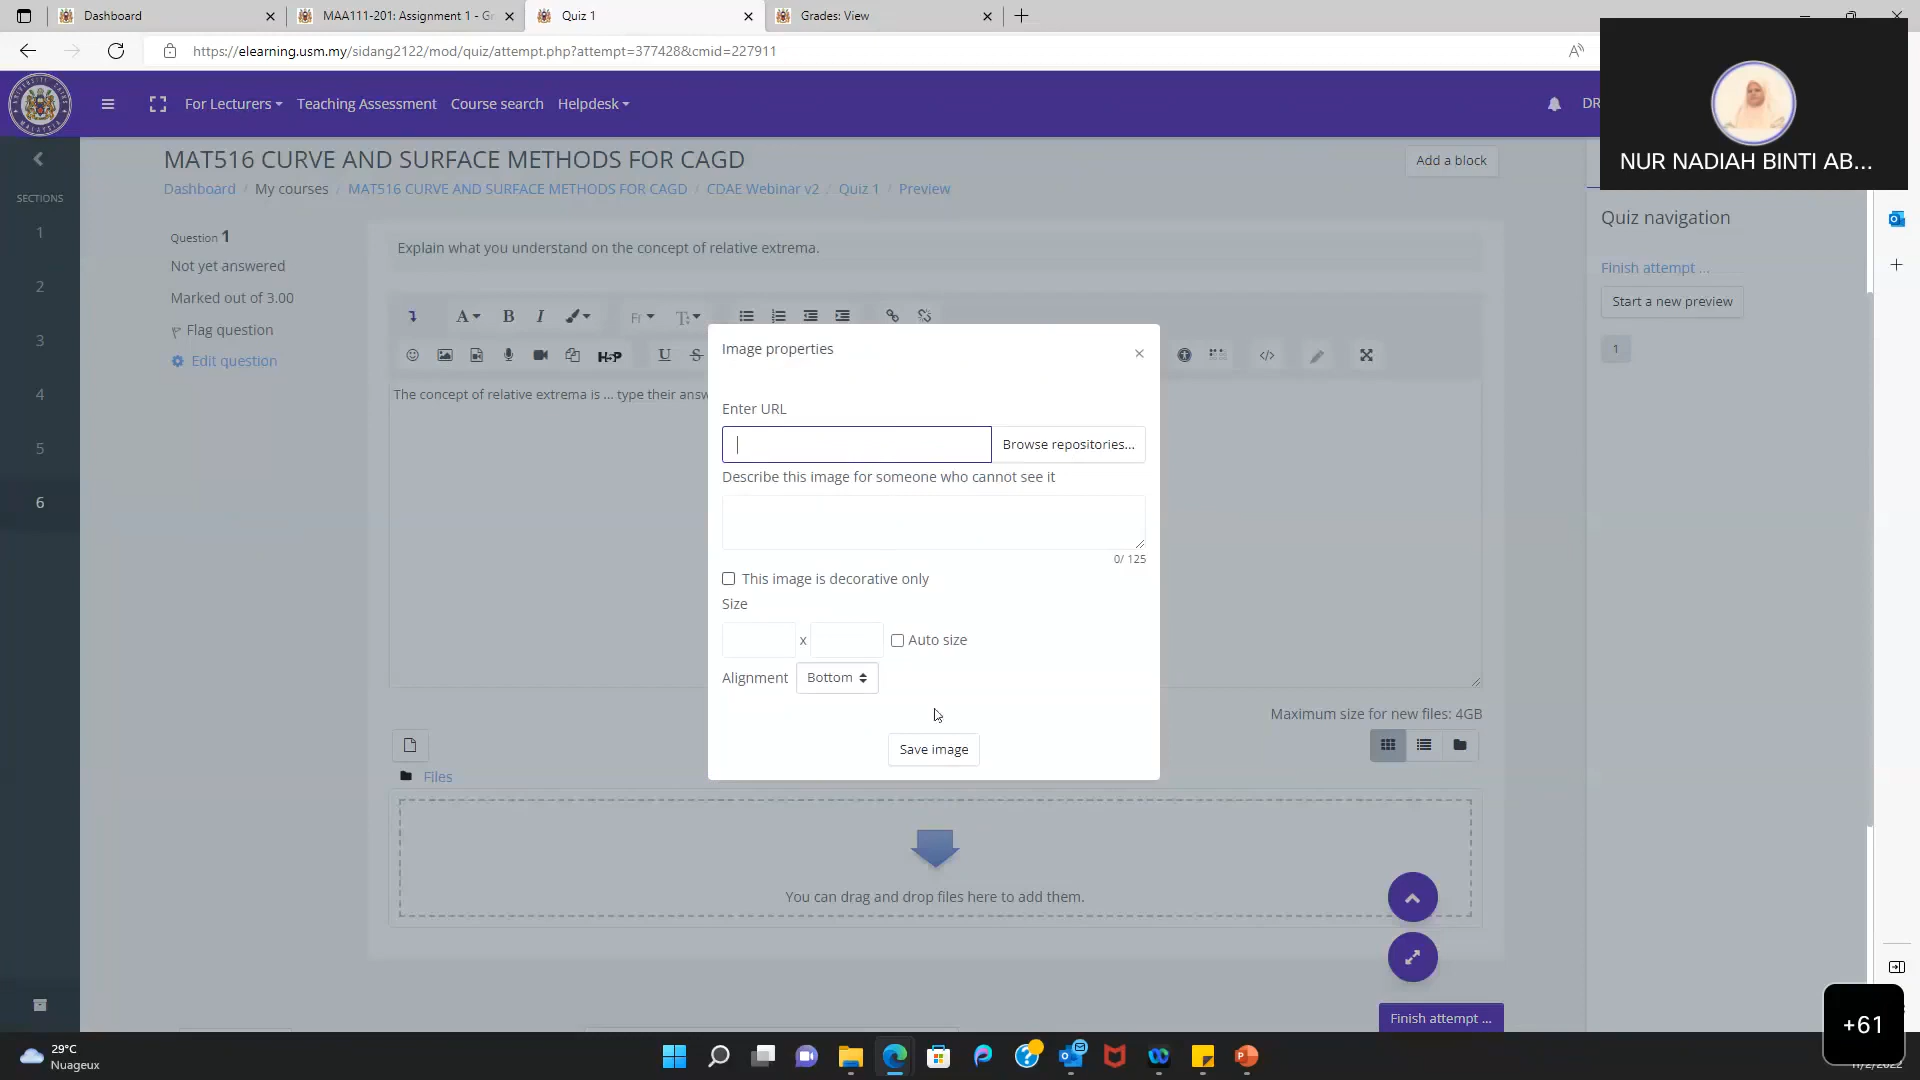 Dashboard
MAA111-201: Assignment 1 - Gr
Quiz 1
Grades: View
https://elearning.usm.my/sidang2122/mod/quiz/attempt.php?attempt=377428&cmid=227911
For Lecturers
Teaching Assessment
Course search
Helpdesk
DR
NUR NADIAH BINTI AB...
MAT516 CURVE AND SURFACE METHODS FOR CAGD
Add a block
Dashboard / My courses / MAT516 CURVE AND SURFACE METHODS FOR CAGD / CDAE Webinar v2 / Quiz 1 / Preview
SECTIONS
1
2
3
4
5
6
Question 1
Not yet answered
Marked out of 3.00
Flag question
Edit question
Explain what you understand on the concept of relative extrema.
H5P
The concept of relative extrema is ... type their answ
Image properties
Enter URL
Browse repositories...
Describe this image for someone who cannot see it
0/ 125
This image is decorative only
Size
x
Auto size
Alignment
Bottom
Save image
Maximum size for new files: 4GB
Files
You can drag and drop files here to add them.
Finish attempt ...
Quiz navigation
Finish attempt ...
Start a new preview
1
+61
29°C
Nuageux